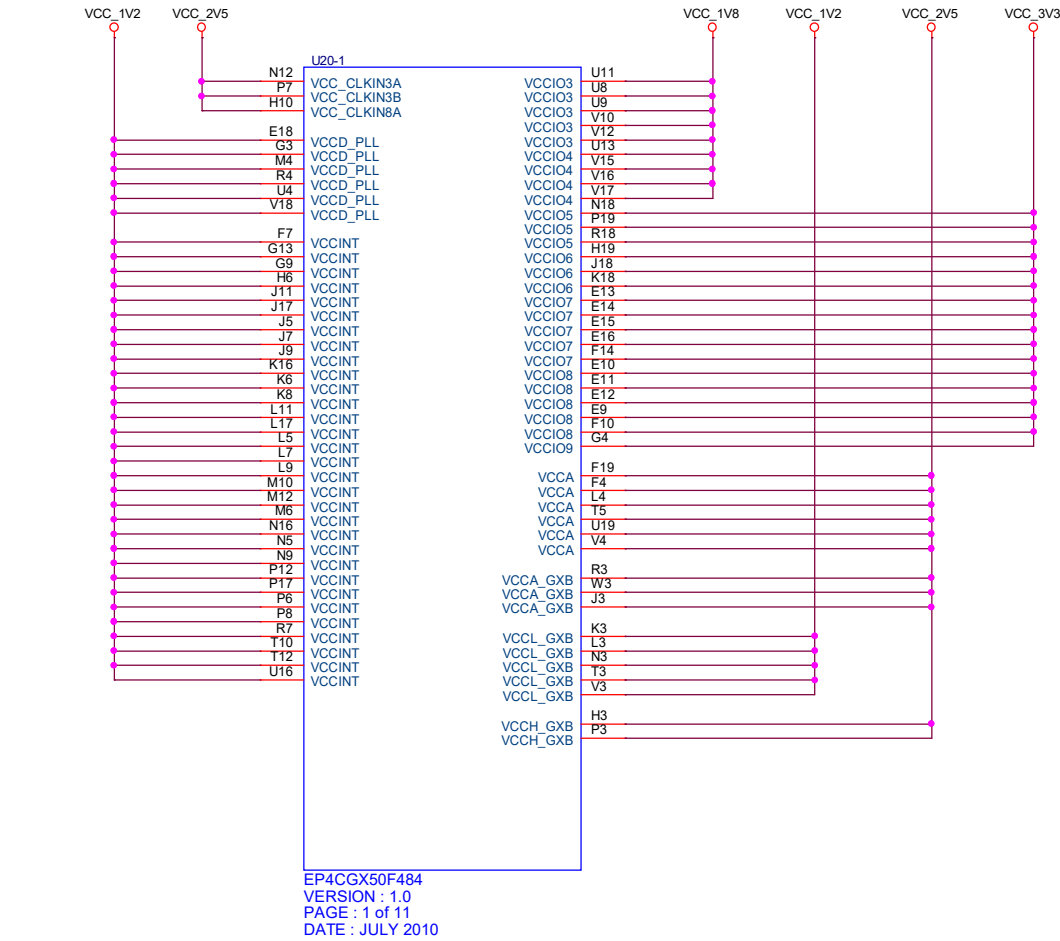 VCC_1V2 VCC_2V5 VCC_1V8 VCC_1V2 VCC_2V5 VCC_3V3
U20-1
N12 VCC_CLKIN3A VCCIO3 U11
P7 VCC_CLKIN3B VCCIO3 U8
H10 VCC_CLKIN8A VCCIO3 U9
VCCIO3 V10
E18 VCCD_PLL VCCIO3 V12
G3 VCCD_PLL VCCIO4 U13
M4 VCCD_PLL VCCIO4 V15
R4 VCCD_PLL VCCIO4 V16
U4 VCCD_PLL VCCIO4 V17
V18 VCCD_PLL VCCIO5 N18
VCCIO5 P19
F7 VCCINT VCCIO5 R18
G13 VCCINT VCCIO6 H19
G9 VCCINT VCCIO6 J18
H6 VCCINT VCCIO6 K18
J11 VCCINT VCCIO7 E13
J17 VCCINT VCCIO7 E14
J5 VCCINT VCCIO7 E15
J7 VCCINT VCCIO7 E16
J9 VCCINT VCCIO7 F14
K16 VCCINT VCCIO8 E10
K6 VCCINT VCCIO8 E11
K8 VCCINT VCCIO8 E12
L11 VCCINT VCCIO8 E9
L17 VCCINT VCCIO8 F10
L5 VCCINT VCCIO9 G4
L7 VCCINT
L9 VCCINT VCCA F19
M10 VCCINT VCCA F4
M12 VCCINT VCCA L4
M6 VCCINT VCCA T5
N16 VCCINT VCCA U19
N5 VCCINT VCCA V4
N9 VCCINT
P12 VCCINT VCCA_GXB R3
P17 VCCINT VCCA_GXB W3
P6 VCCINT VCCA_GXB J3
P8 VCCINT
R7 VCCINT VCCL_GXB K3
T10 VCCINT VCCL_GXB L3
T12 VCCINT VCCL_GXB N3
U16 VCCINT VCCL_GXB T3
VCCL_GXB V3
VCCH_GXB H3
VCCH_GXB P3
EP4CGX50F484
VERSION : 1.0
PAGE : 1 of 11
DATE : JULY 2010